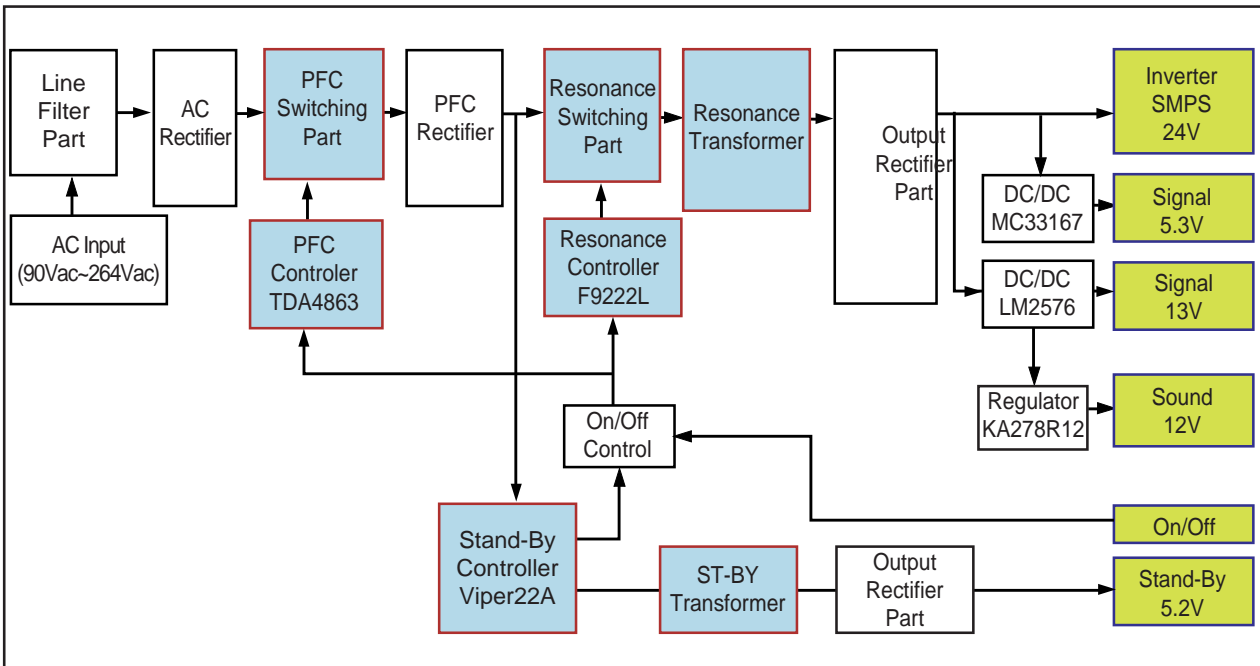 Line
Filter
Part
AC
Rectifier
PFC
Switching
Part
PFC
Rectifier
Resonance
Switching
Part
Resonance
Transformer
Output
Rectifier
Part
Inverter
SMPS
24V
DC/DC
MC33167
Signal
5.3V
AC Input
(90Vac~264Vac)
PFC
Controler
TDA4863
Resonance
Controller
F9222L
DC/DC
LM2576
Signal
13V
On/Off
Control
Regulator
KA278R12
Sound
12V
On/Off
Stand-By
Controller
Viper22A
ST-BY
Transformer
Output
Rectifier
Part
Stand-By
5.2V